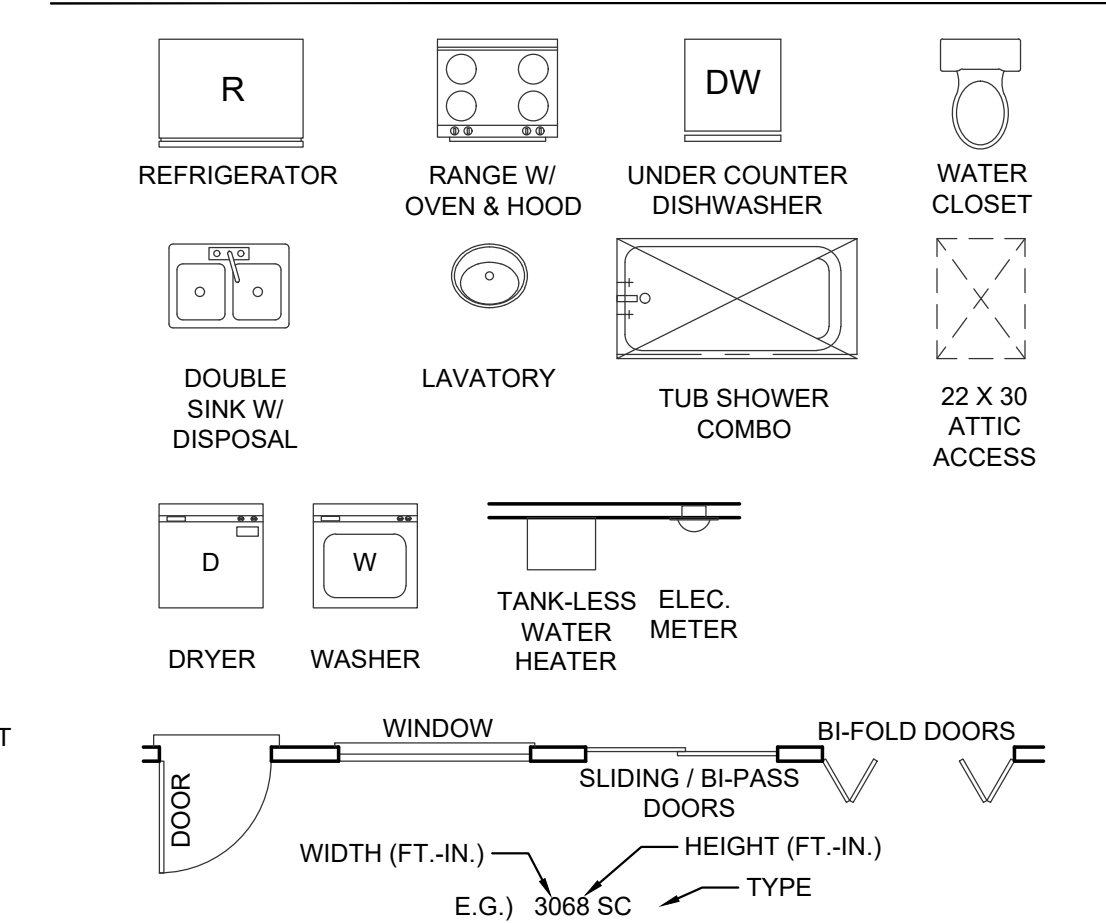 R
DW
REFRIGERATOR
RANGE W/
OVEN & HOOD
UNDER COUNTER
DISHWASHER
WATER
CLOSET
DOUBLE
SINK W/
DISPOSAL
LAVATORY
TUB SHOWER
COMBO
22 X 30
ATTIC
ACCESS
D
W
DRYER
WASHER
TANK-LESS
WATER
HEATER
ELEC.
METER
T
DOOR
WINDOW
SLIDING / BI-PASS
DOORS
BI-FOLD DOORS
WIDTH (FT.-IN.)
HEIGHT (FT.-IN.)
TYPE
E.G.) 3068 SC